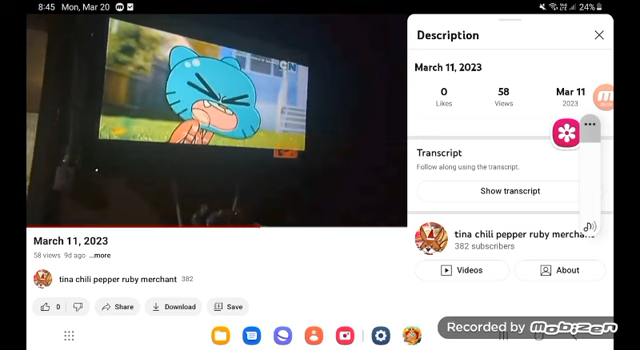 8:45 Mon, Mar 20
24%
CN
Description
March 11, 2023
0
58
Mar 11
Likes
Views
2023
Transcript
Follow along using the transcript.
Show transcript
tina chili pepper ruby merchant
382 subscribers
Videos
About
March 11, 2023
58 views 9d ago ...more
tina chili pepper ruby merchant 382
0
Share
Download
Save
Recorded by Mobizen